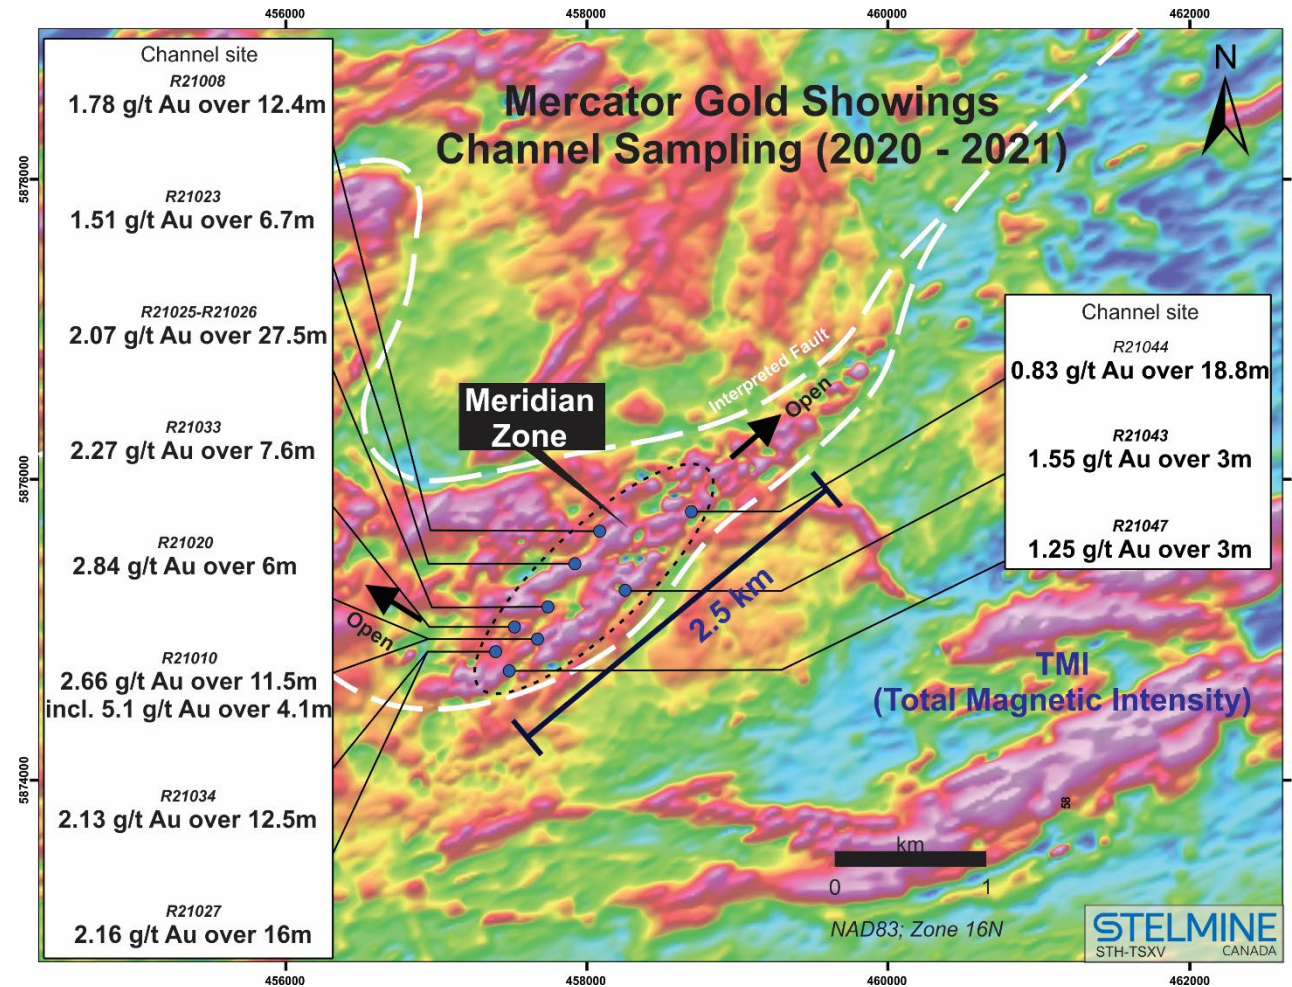 456000
458000
460000
462000
Mercator Gold Showings
Channel Sampling (2020 - 2021)
N
Channel site
R21008
1.78 g/t Au over 12.4m
R21023
1.51 g/t Au over 6.7m
R21025-R21026
2.07 g/t Au over 27.5m
R21033
2.27 g/t Au over 7.6m
R21020
2.84 g/t Au over 6m
R21010
2.66 g/t Au over 11.5m
incl. 5.1 g/t Au over 4.1m
R21034
2.13 g/t Au over 12.5m
R21027
2.16 g/t Au over 16m
5878000
5876000
5874000
Meridian
Zone
Interpreted Fault
Open
Open
2.5 km
Channel site
R21044
0.83 g/t Au over 18.8m
R21043
1.55 g/t Au over 3m
R21047
1.25 g/t Au over 3m
TMI
(Total Magnetic Intensity)
58
km
0 1
NAD83; Zone 16N
STELMINE
STH-TSXV CANADA
456000
458000
460000
462000